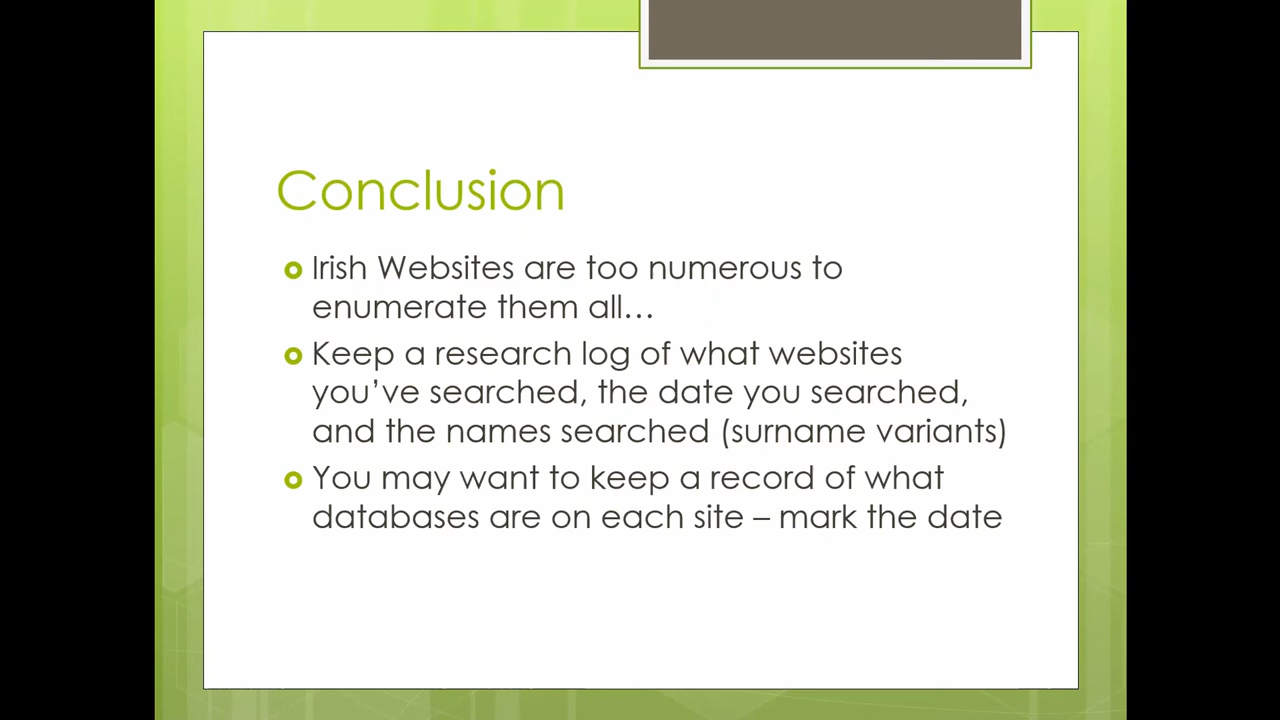 Conclusion
Irish Websites are too numerous to
enumerate them all…
Keep a research log of what websites
you’ve searched, the date you searched,
and the names searched (surname variants)
You may want to keep a record of what
databases are on each site – mark the date